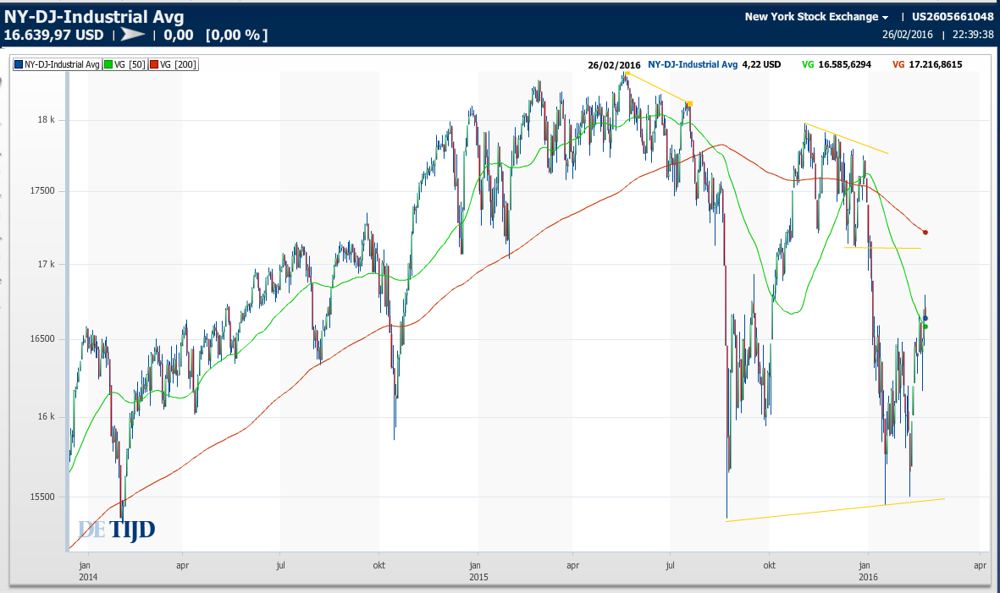 NY-DJ-Industrial Avg
New York Stock Exchange | US2605661048
16.639,97 USD | | 0,00 [0,00 %]
26/02/2016 | 22:39:38
NY-DJ-Industrial Avg VG [50] VG [200]
26/02/2016 NY-DJ-Industrial Avg 4,22 USD VG 16.585,6294 VG 17.216,8615
18 k
17500
17 k
16500
16 k
15500
DE TIJD
jan apr jul okt jan apr jul okt jan apr
2014 2015 2016